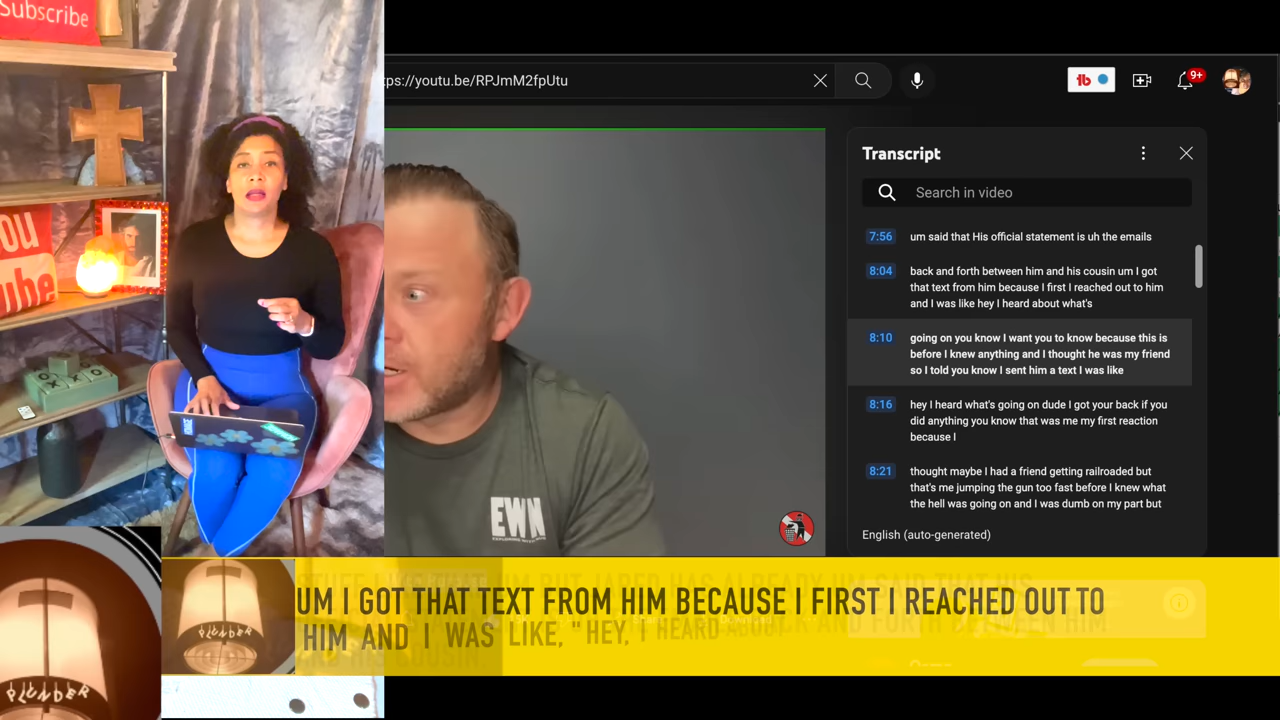 Subscribe
ps://youtu.be/RPJmM2fpUtu
9+
You
Tube
Transcript
Search in video
7:56 um said that His official statement is uh the emails
8:04 back and forth between him and his cousin um I got
that text from him because I first I reached out to him
and I was like hey I heard about what's
8:10 going on you know I want you to know because this is
before I knew anything and I thought he was my friend
so I told you know I sent him a text I was like
8:16 hey I heard what's going on dude I got your back if you
did anything you know that was me my first reaction
because I
8:21 thought maybe I had a friend getting railroaded but
that's me jumping the gun too fast before I knew what
the hell was going on and I was dumb on my part but
English (auto-generated)
EWN
UM I GOT THAT TEXT FROM HIM BECAUSE I FIRST I REACHED OUT TO
HIM AND I WAS LIKE, "HEY, I HEARD ABOUT